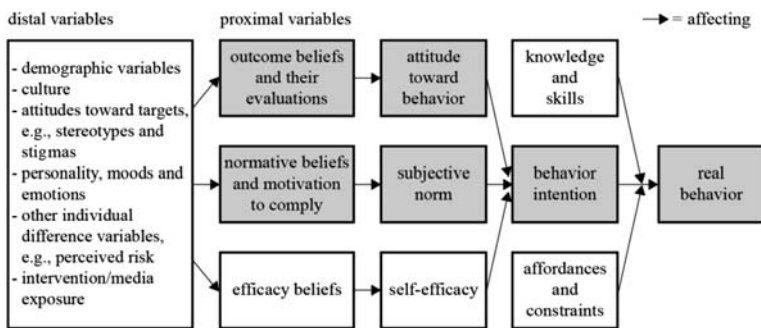 distal variables
proximal variables
= affecting
- demographic variables
- culture
- attitudes toward targets,
e.g., stereotypes and
stigmas
- personality, moods and
emotions
- other individual
difference variables,
e.g., perceived risk
- intervention/media
exposure
outcome beliefs
and their
evaluations
attitude
toward
behavior
knowledge
and
skills
normative beliefs
and motivation
to comply
subjective
norm
behavior
intention
real
behavior
efficacy beliefs
self-efficacy
affordances
and
constraints